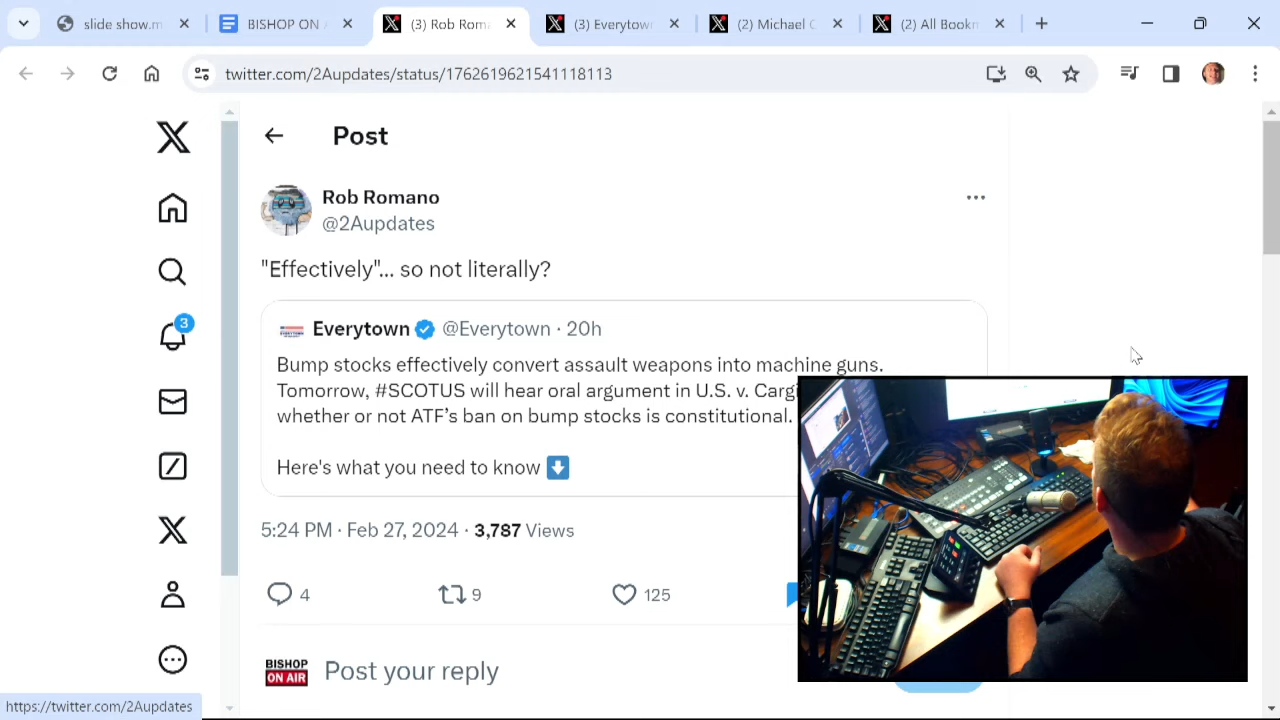 slide show.m
BISHOP ON A
(3) Rob Roma
(3) Everytow
(2) Michael C
(2) All Bookm
twitter.com/2Aupdates/status/1762619621541118113
Post
Rob Romano
@2Aupdates
"Effectively"... so not literally?
Everytown @Everytown · 20h
Bump stocks effectively convert assault weapons into machine guns.
Tomorrow, #SCOTUS will hear oral argument in U.S. v. Cargi
whether or not ATF’s ban on bump stocks is constitutional.
Here's what you need to know
5:24 PM · Feb 27, 2024 · 3,787 Views
4
9
125
3
BISHOP
ON AIR
Post your reply
https://twitter.com/2Aupdates